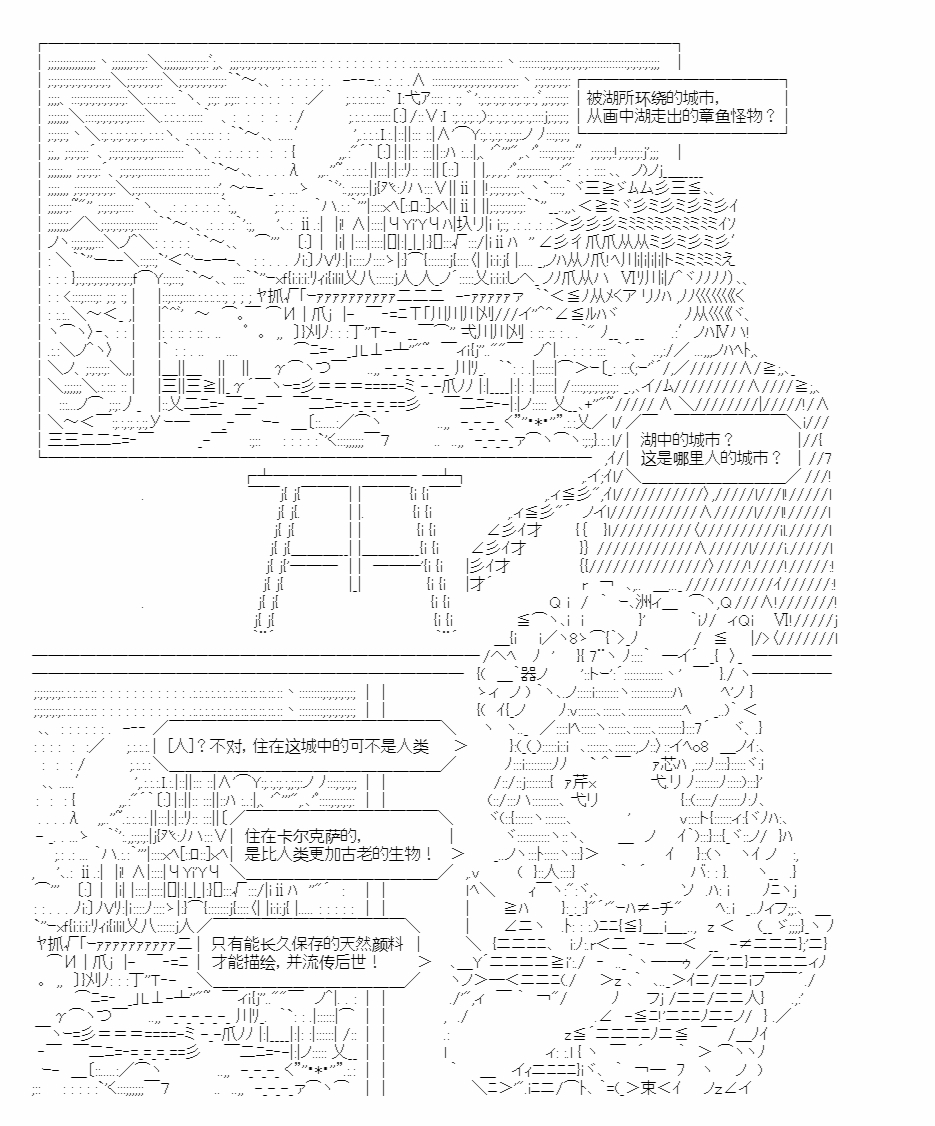 被湖所环绕的城市，
从画中湖走出的章鱼怪物？
湖中的城市？
这是哪里人的城市？
[人]？不对，住在这城中的可不是人类
住在卡尔克萨的，
是比人类更加古老的生物！
只有能长久保存的天然颜料
才能描绘，并流传后世！